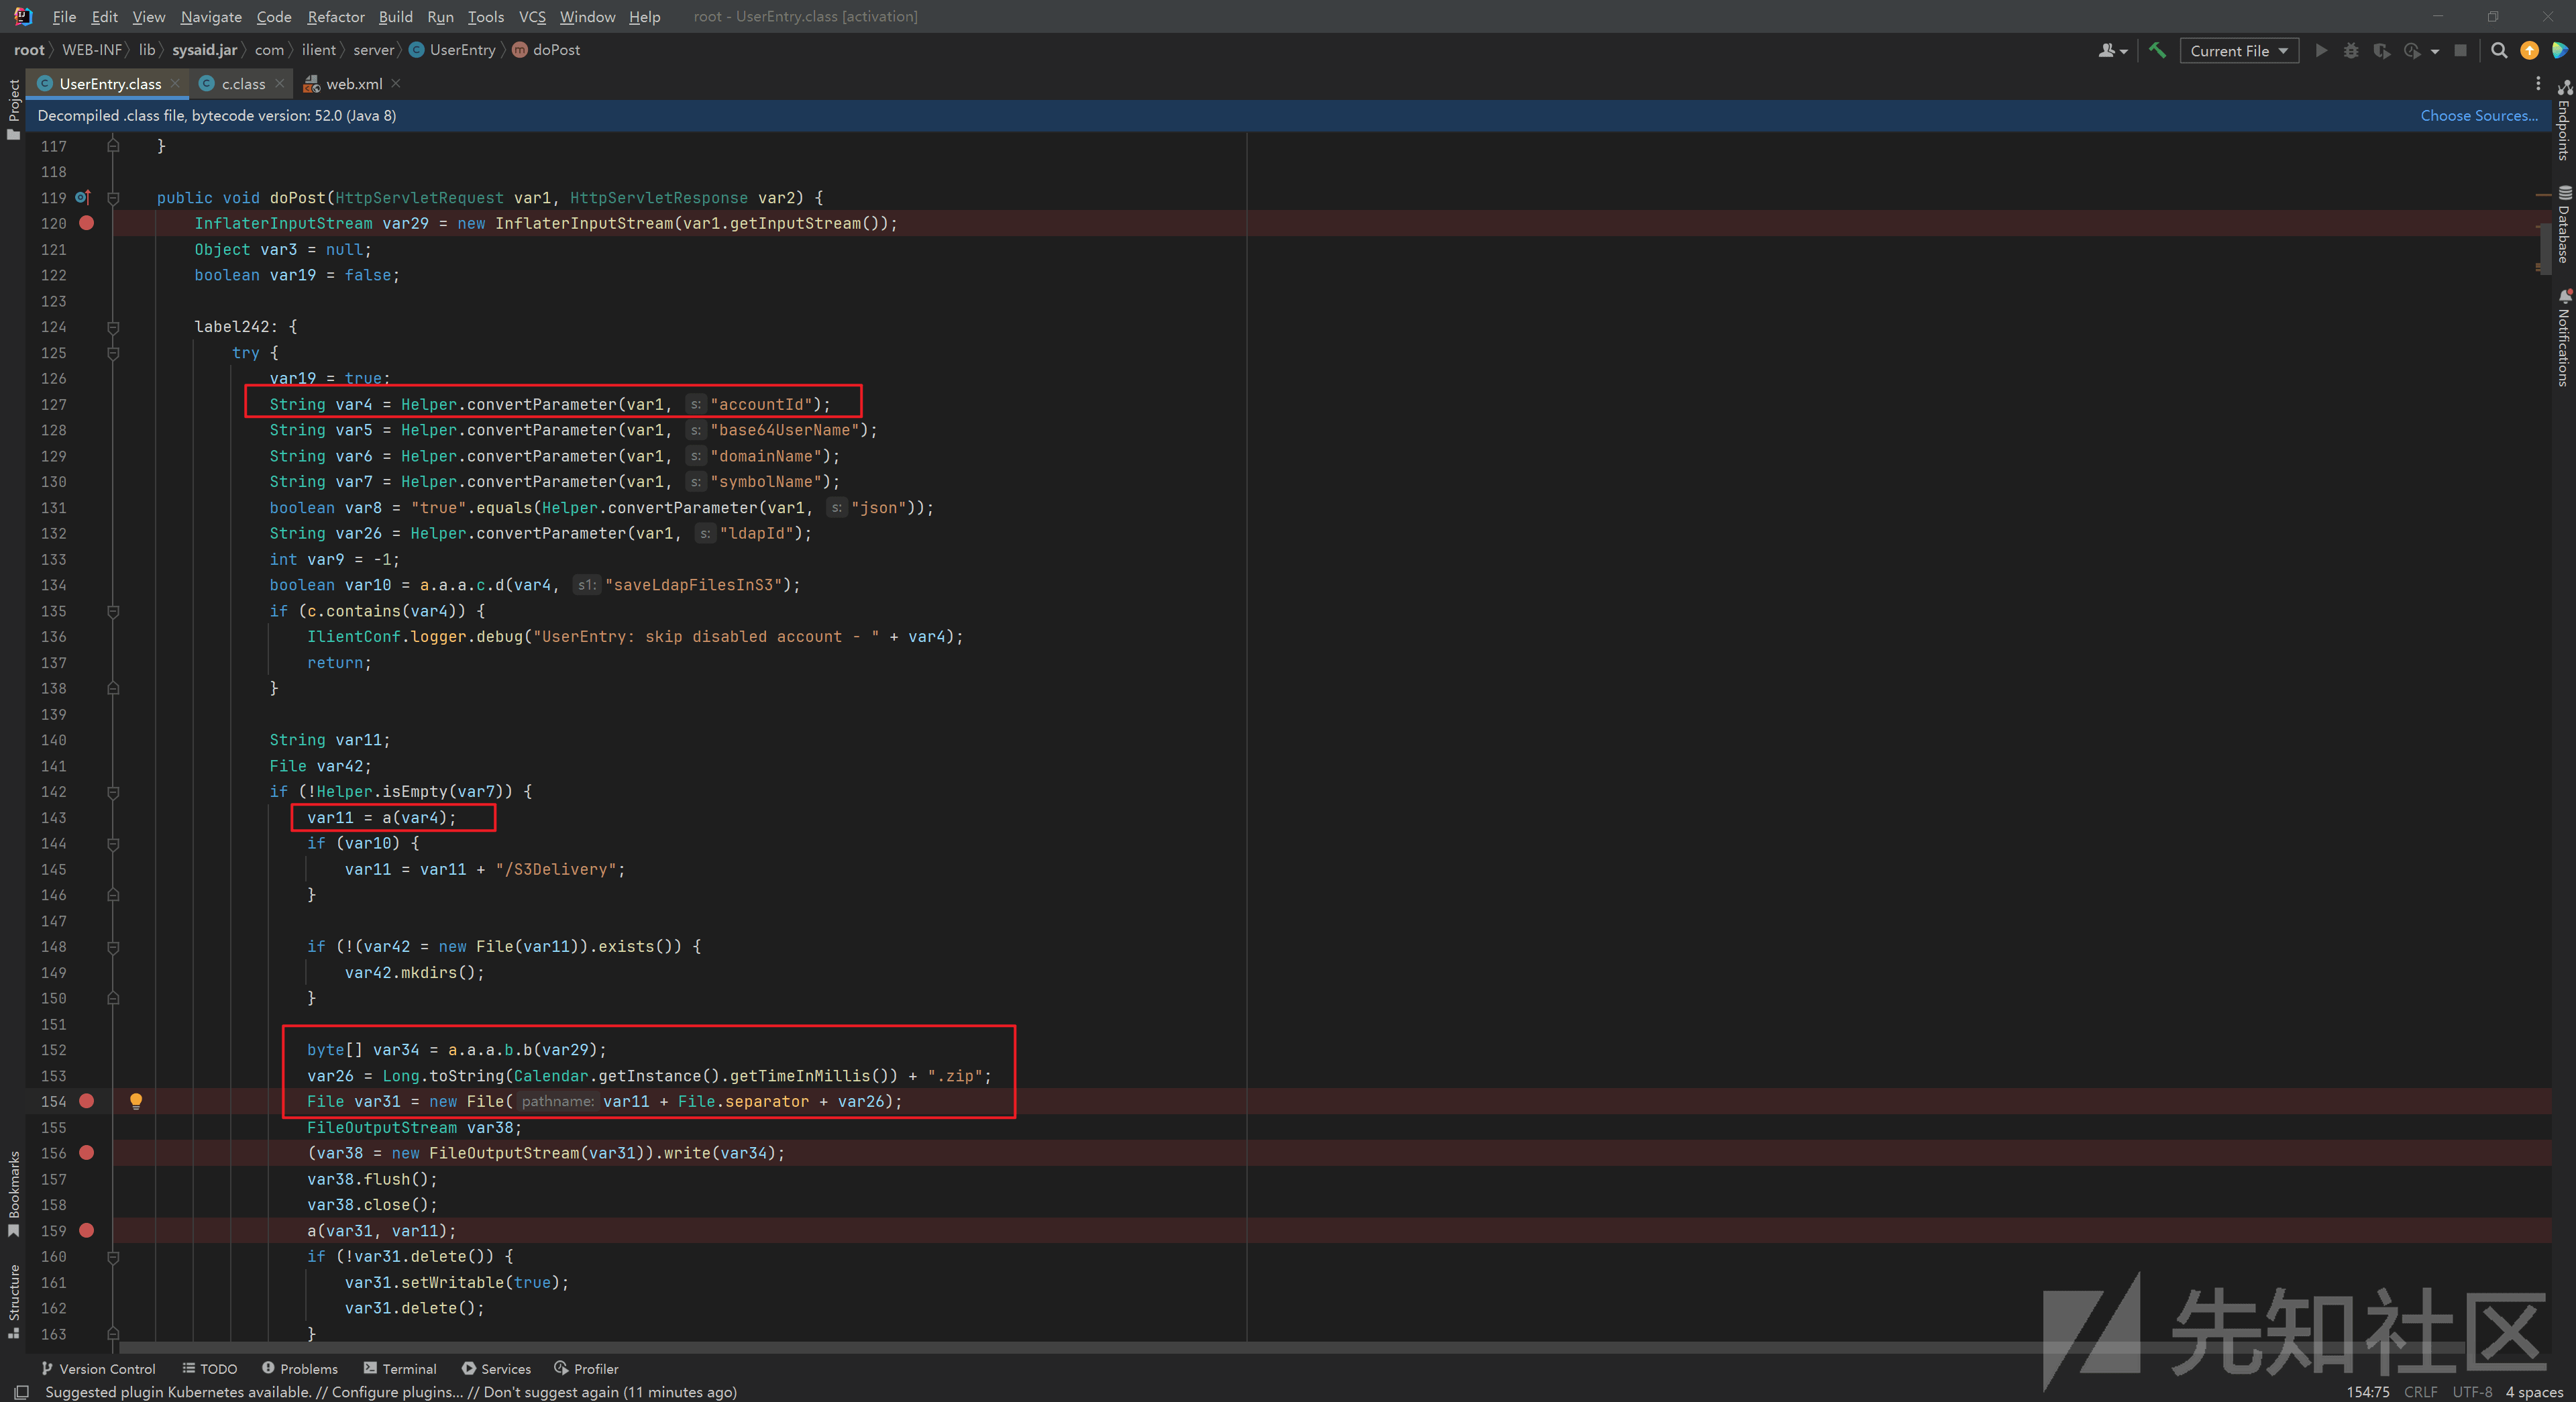 File Edit View Navigate Code Refactor Build Run Tools VCS Window Help root - UserEntry.class [activation]
root WEB-INF lib sysaid.jar com ilient server UserEntry doPost Current File
UserEntry.class c.class web.xml
Decompiled .class file, bytecode version: 52.0 (Java 8) Choose Sources...
Project
Bookmarks
Structure
Endpoints
Database
Notifications
117 }
118
119 public void doPost(HttpServletRequest var1, HttpServletResponse var2) {
120 InflaterInputStream var29 = new InflaterInputStream(var1.getInputStream());
121 Object var3 = null;
122 boolean var19 = false;
123
124 label242: {
125 try {
126 var19 = true;
127 String var4 = Helper.convertParameter(var1, s: "accountId");
128 String var5 = Helper.convertParameter(var1, s: "base64UserName");
129 String var6 = Helper.convertParameter(var1, s: "domainName");
130 String var7 = Helper.convertParameter(var1, s: "symbolName");
131 boolean var8 = "true".equals(Helper.convertParameter(var1, s: "json"));
132 String var26 = Helper.convertParameter(var1, s: "ldapId");
133 int var9 = -1;
134 boolean var10 = a.a.a.c.d(var4, s1: "saveLdapFilesInS3");
135 if (c.contains(var4)) {
136 IlientConf.logger.debug("UserEntry: skip disabled account - " + var4);
137 return;
138 }
139
140 String var11;
141 File var42;
142 if (!Helper.isEmpty(var7)) {
143 var11 = a(var4);
144 if (var10) {
145 var11 = var11 + "/S3Delivery";
146 }
147
148 if (!(var42 = new File(var11)).exists()) {
149 var42.mkdirs();
150 }
151
152 byte[] var34 = a.a.a.b.b(var29);
153 var26 = Long.toString(Calendar.getInstance().getTimeInMillis()) + ".zip";
154 File var31 = new File( pathname: var11 + File.separator + var26);
155 FileOutputStream var38;
156 (var38 = new FileOutputStream(var31)).write(var34);
157 var38.flush();
158 var38.close();
159 a(var31, var11);
160 if (!var31.delete()) {
161 var31.setWritable(true);
162 var31.delete();
163 }
先知社区
Version Control TODO Problems Terminal Services Profiler
Suggested plugin Kubernetes available. // Configure plugins... // Don't suggest again (11 minutes ago) 154:75 CRLF UTF-8 4 spaces